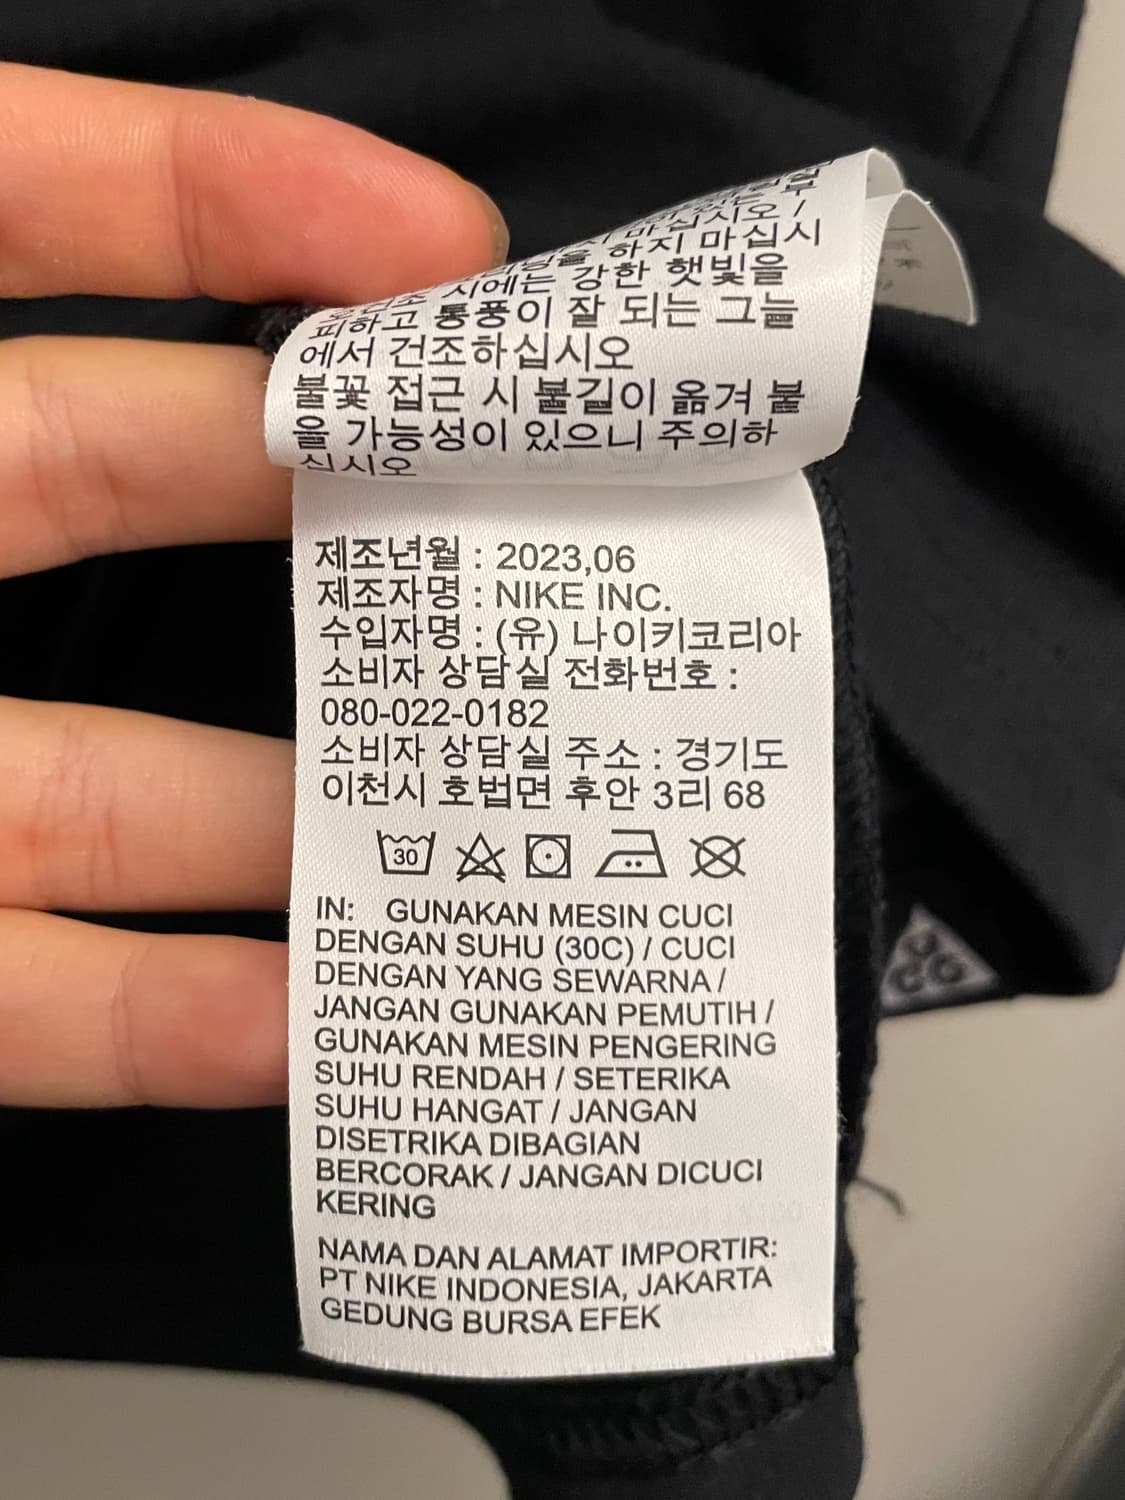 마십시오 /
을 하지 마십시
시에는 강한 햇빛을
피하고 통풍이 잘 되는 그늘
에서 건조하십시오
불꽃 접근 시 불길이 옮겨 붙
을 가능성이 있으니 주의하
십시오
제조년월 : 2023,06
제조자명 : NIKE INC.
수입자명 : (유) 나이키코리아
소비자 상담실 전화번호 :
080-022-0182
소비자 상담실 주소 : 경기도
이천시 호법면 후안 3리 68
30
IN: GUNAKAN MESIN CUCI
DENGAN SUHU (30C) / CUCI
DENGAN YANG SEWARNA /
JANGAN GUNAKAN PEMUTIH /
GUNAKAN MESIN PENGERING
SUHU RENDAH / SETERIKA
SUHU HANGAT / JANGAN
DISETRIKA DIBAGIAN
BERCORAK / JANGAN DICUCI
KERING
NAMA DAN ALAMAT IMPORTIR:
PT NIKE INDONESIA, JAKARTA
GEDUNG BURSA EFEK